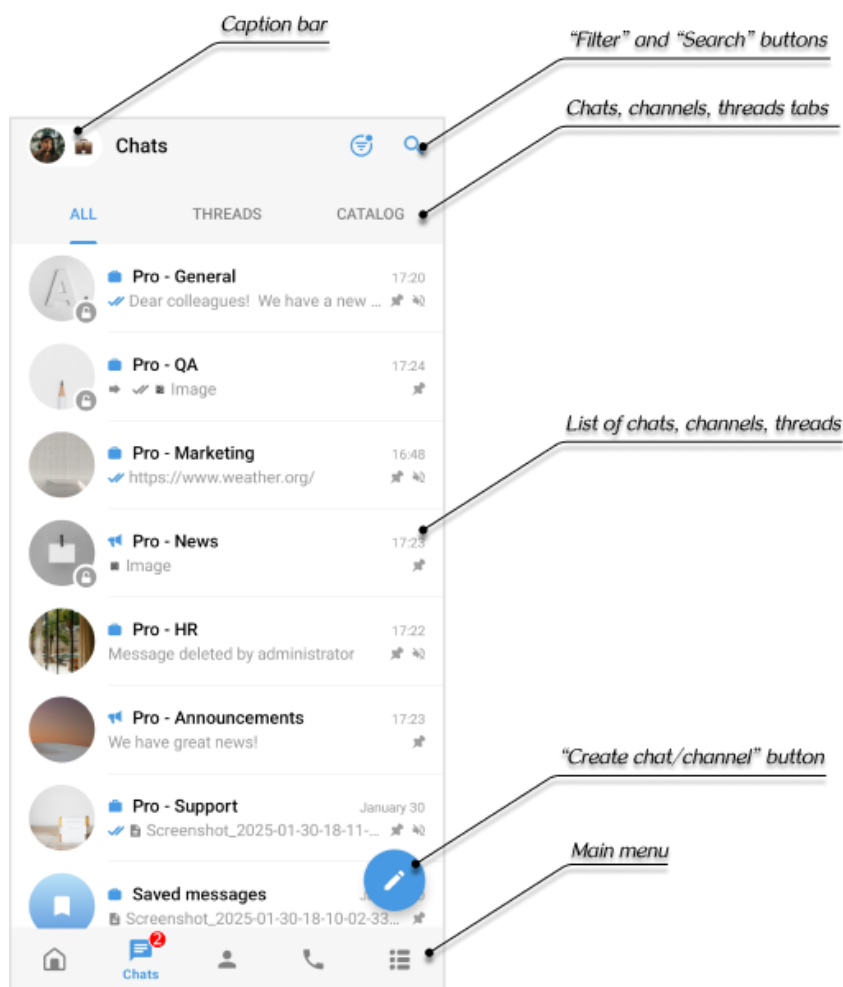 Caption bar
"Filter" and "Search" buttons
Chats, channels, threads tabs
Chats
ALL THREADS CATALOG
Pro - General 17:20
Dear colleagues! We have a new ...
Pro - QA 17:24
Image
List of chats, channels, threads
Pro - Marketing 16:48
https://www.weather.org/
Pro - News 17:23
Image
Pro - HR 17:22
Message deleted by administrator
Pro - Announcements 17:23
We have great news!
"Create chat/channel" button
Pro - Support January 30
Screenshot_2025-01-30-18-11-...
Main menu
Saved messages
Screenshot_2025-01-30-18-10-02-33...
2
Chats